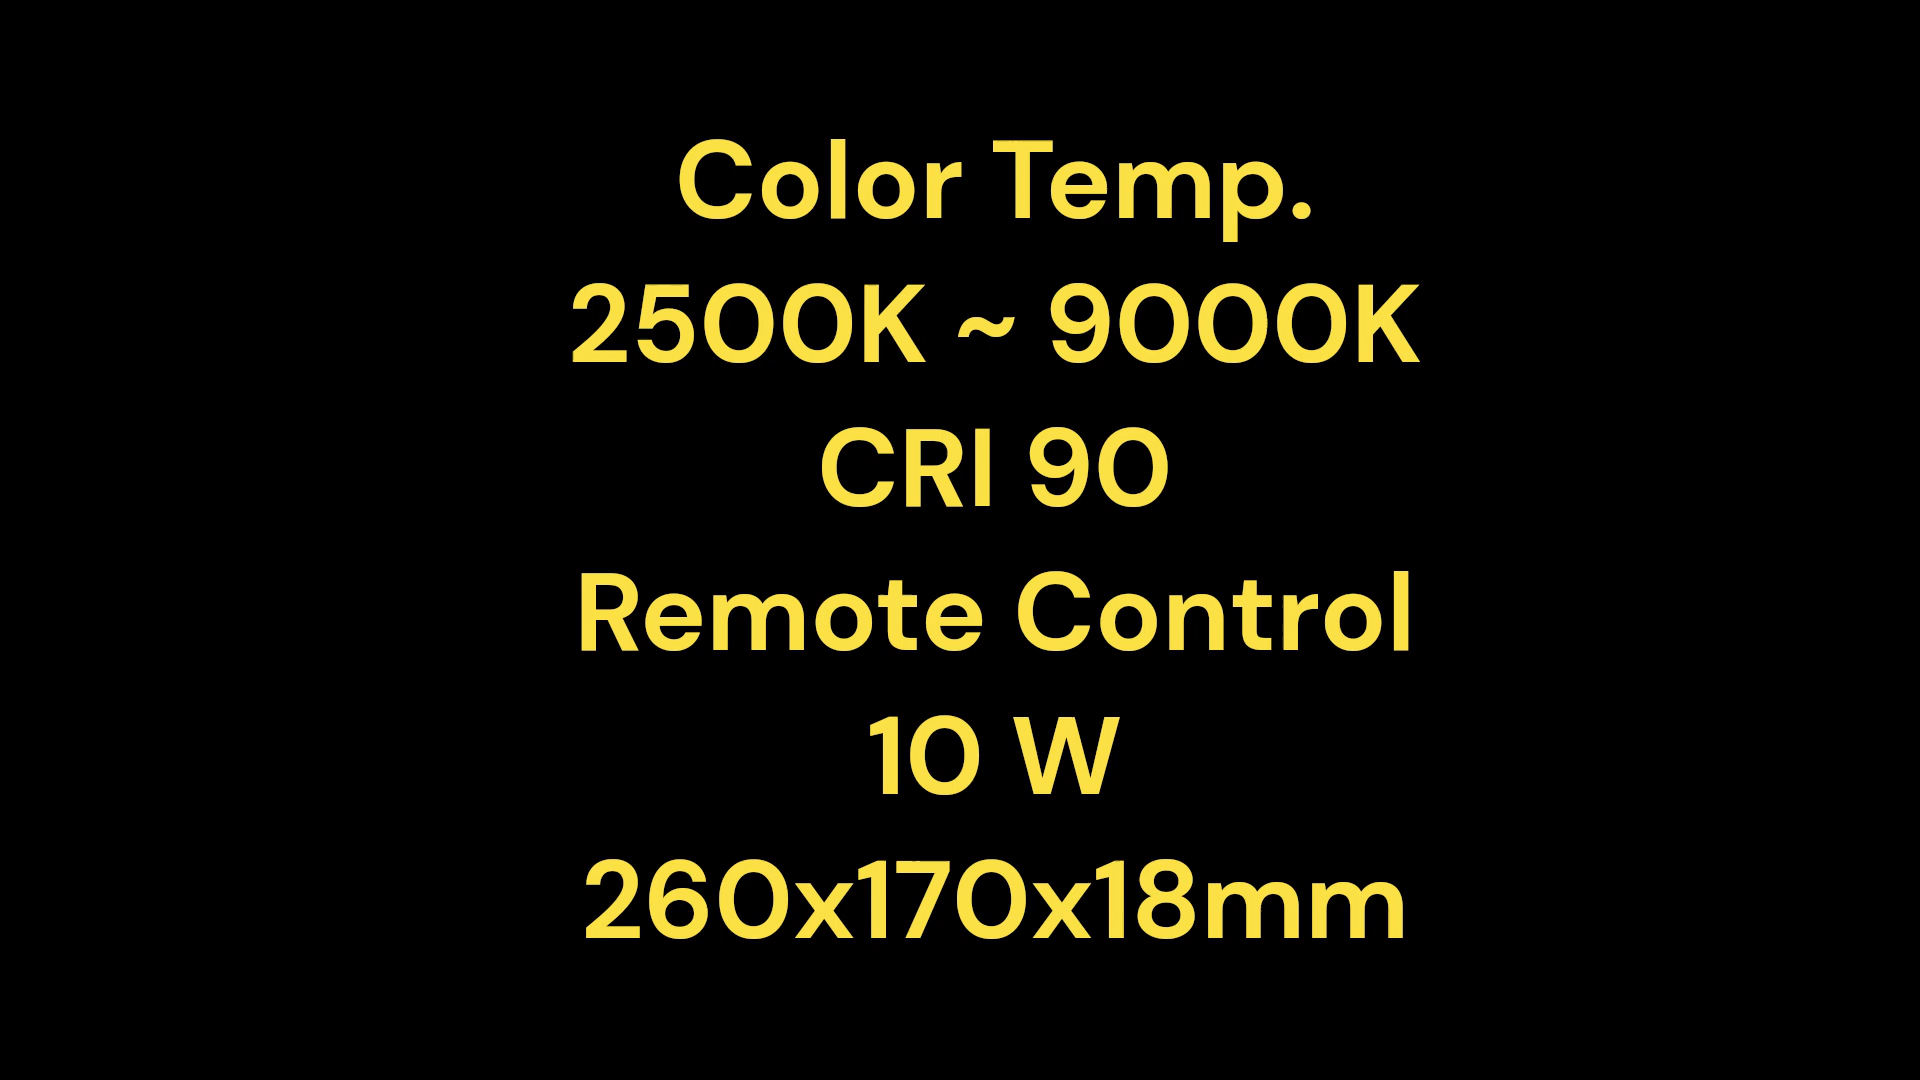 Color Temp.
2500K ~ 9000K
CRI 90
Remote Control
10 W
260x170x18mm